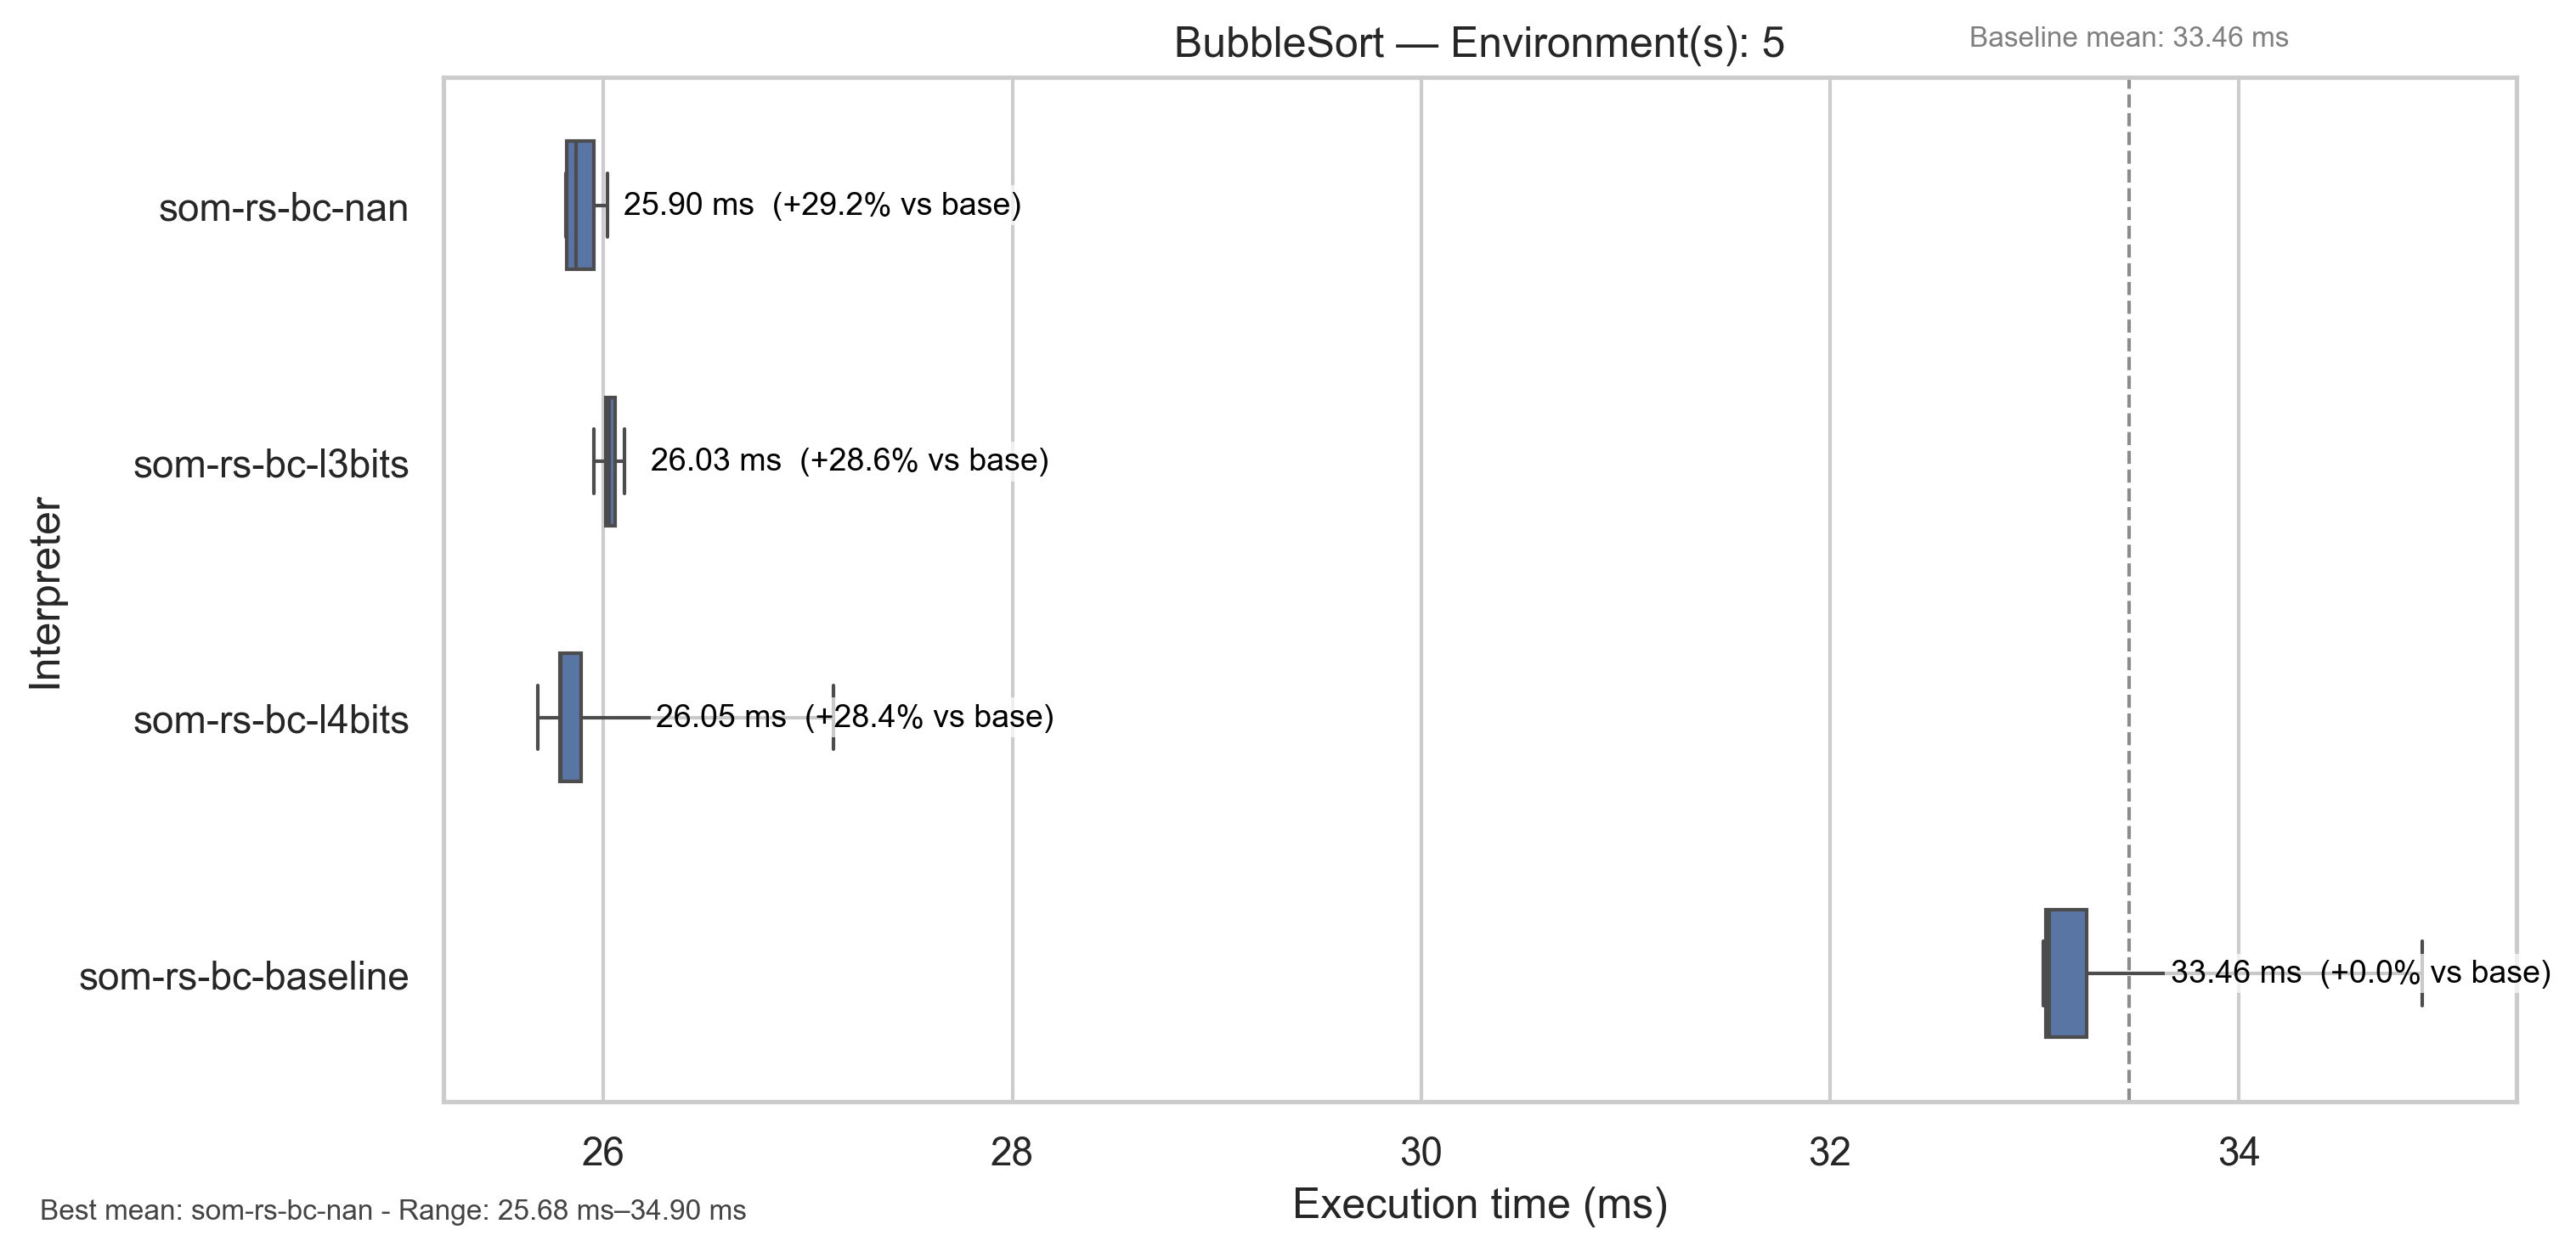 BubbleSort — Environment(s): 5
Baseline mean: 33.46 ms
Interpreter
som-rs-bc-nan
25.90 ms (+29.2% vs base)
som-rs-bc-l3bits
26.03 ms (+28.6% vs base)
som-rs-bc-l4bits
26.05 ms (+28.4% vs base)
som-rs-bc-baseline
33.46 ms (+0.0% vs base)
26 28 30 32 34
Execution time (ms)
Best mean: som-rs-bc-nan - Range: 25.68 ms–34.90 ms